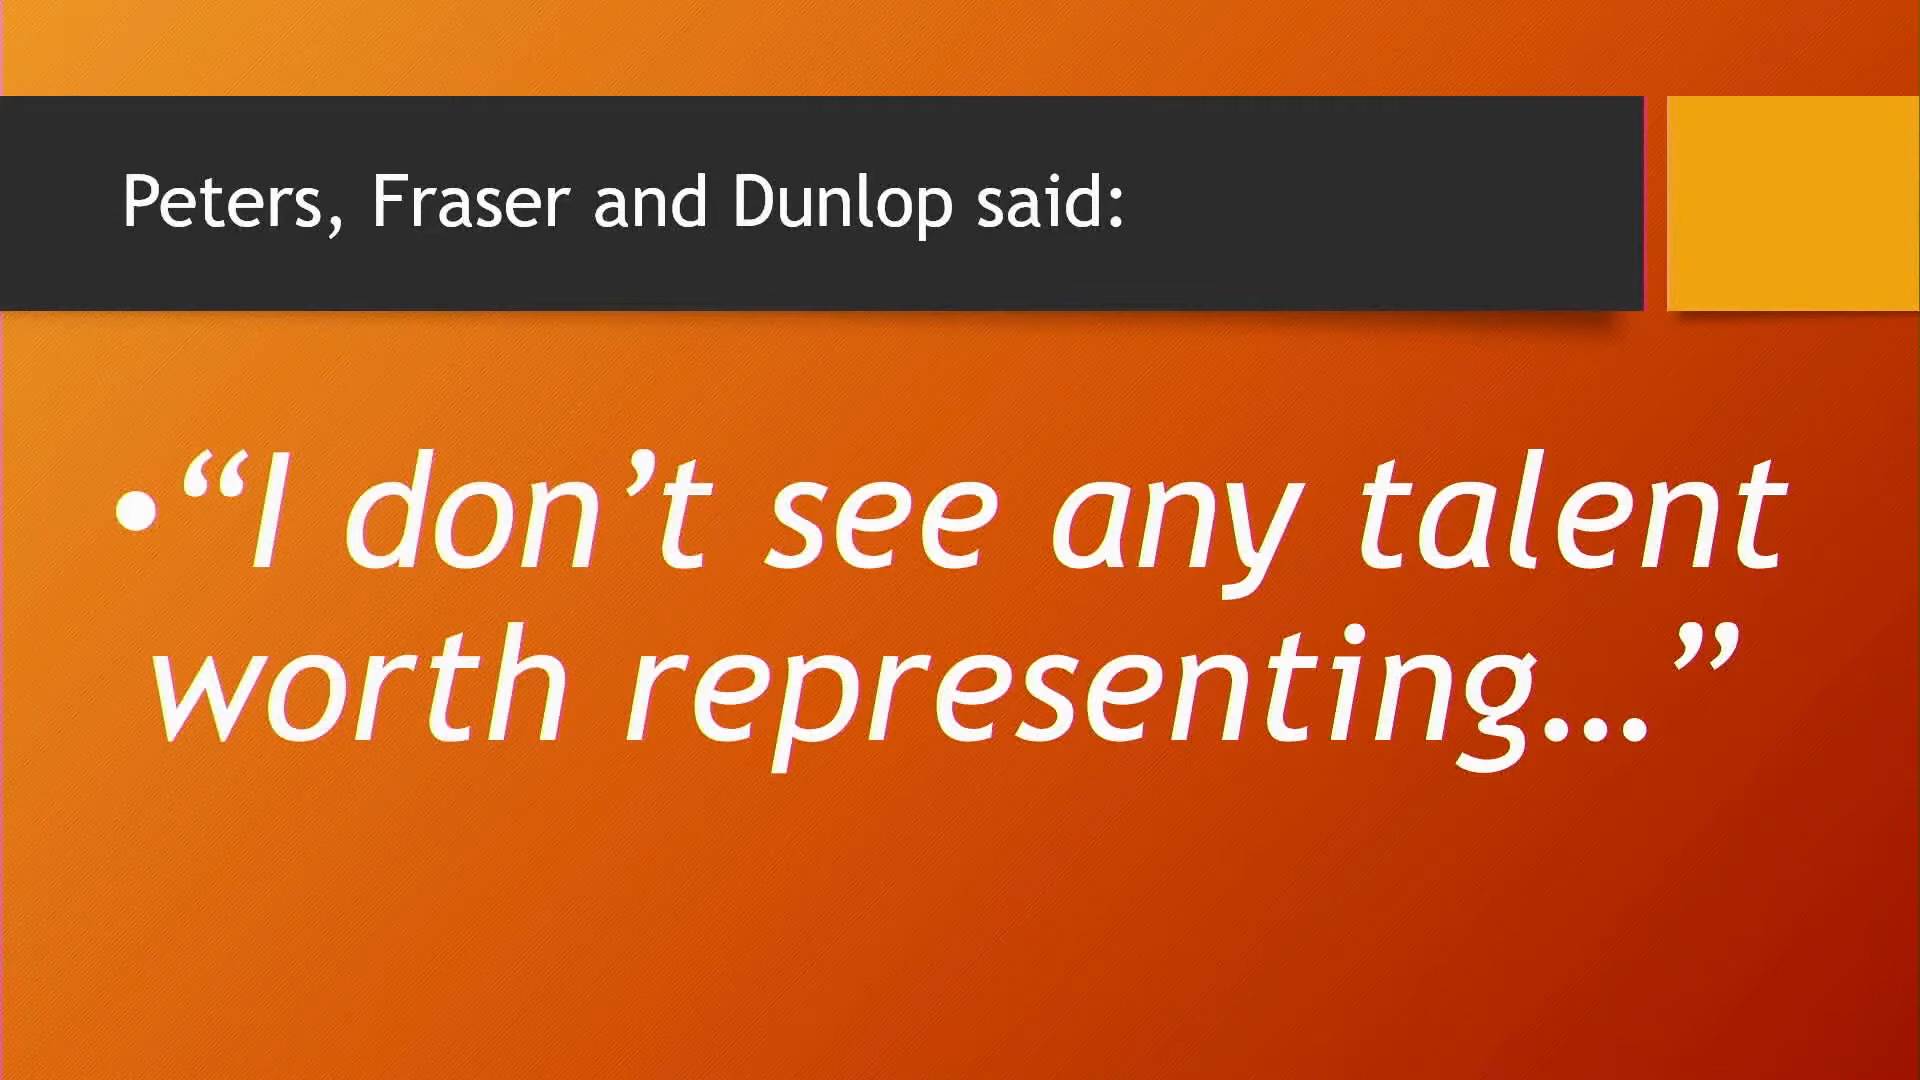 Peters, Fraser and Dunlop said:
•“I don’t see any talent
worth representing…”